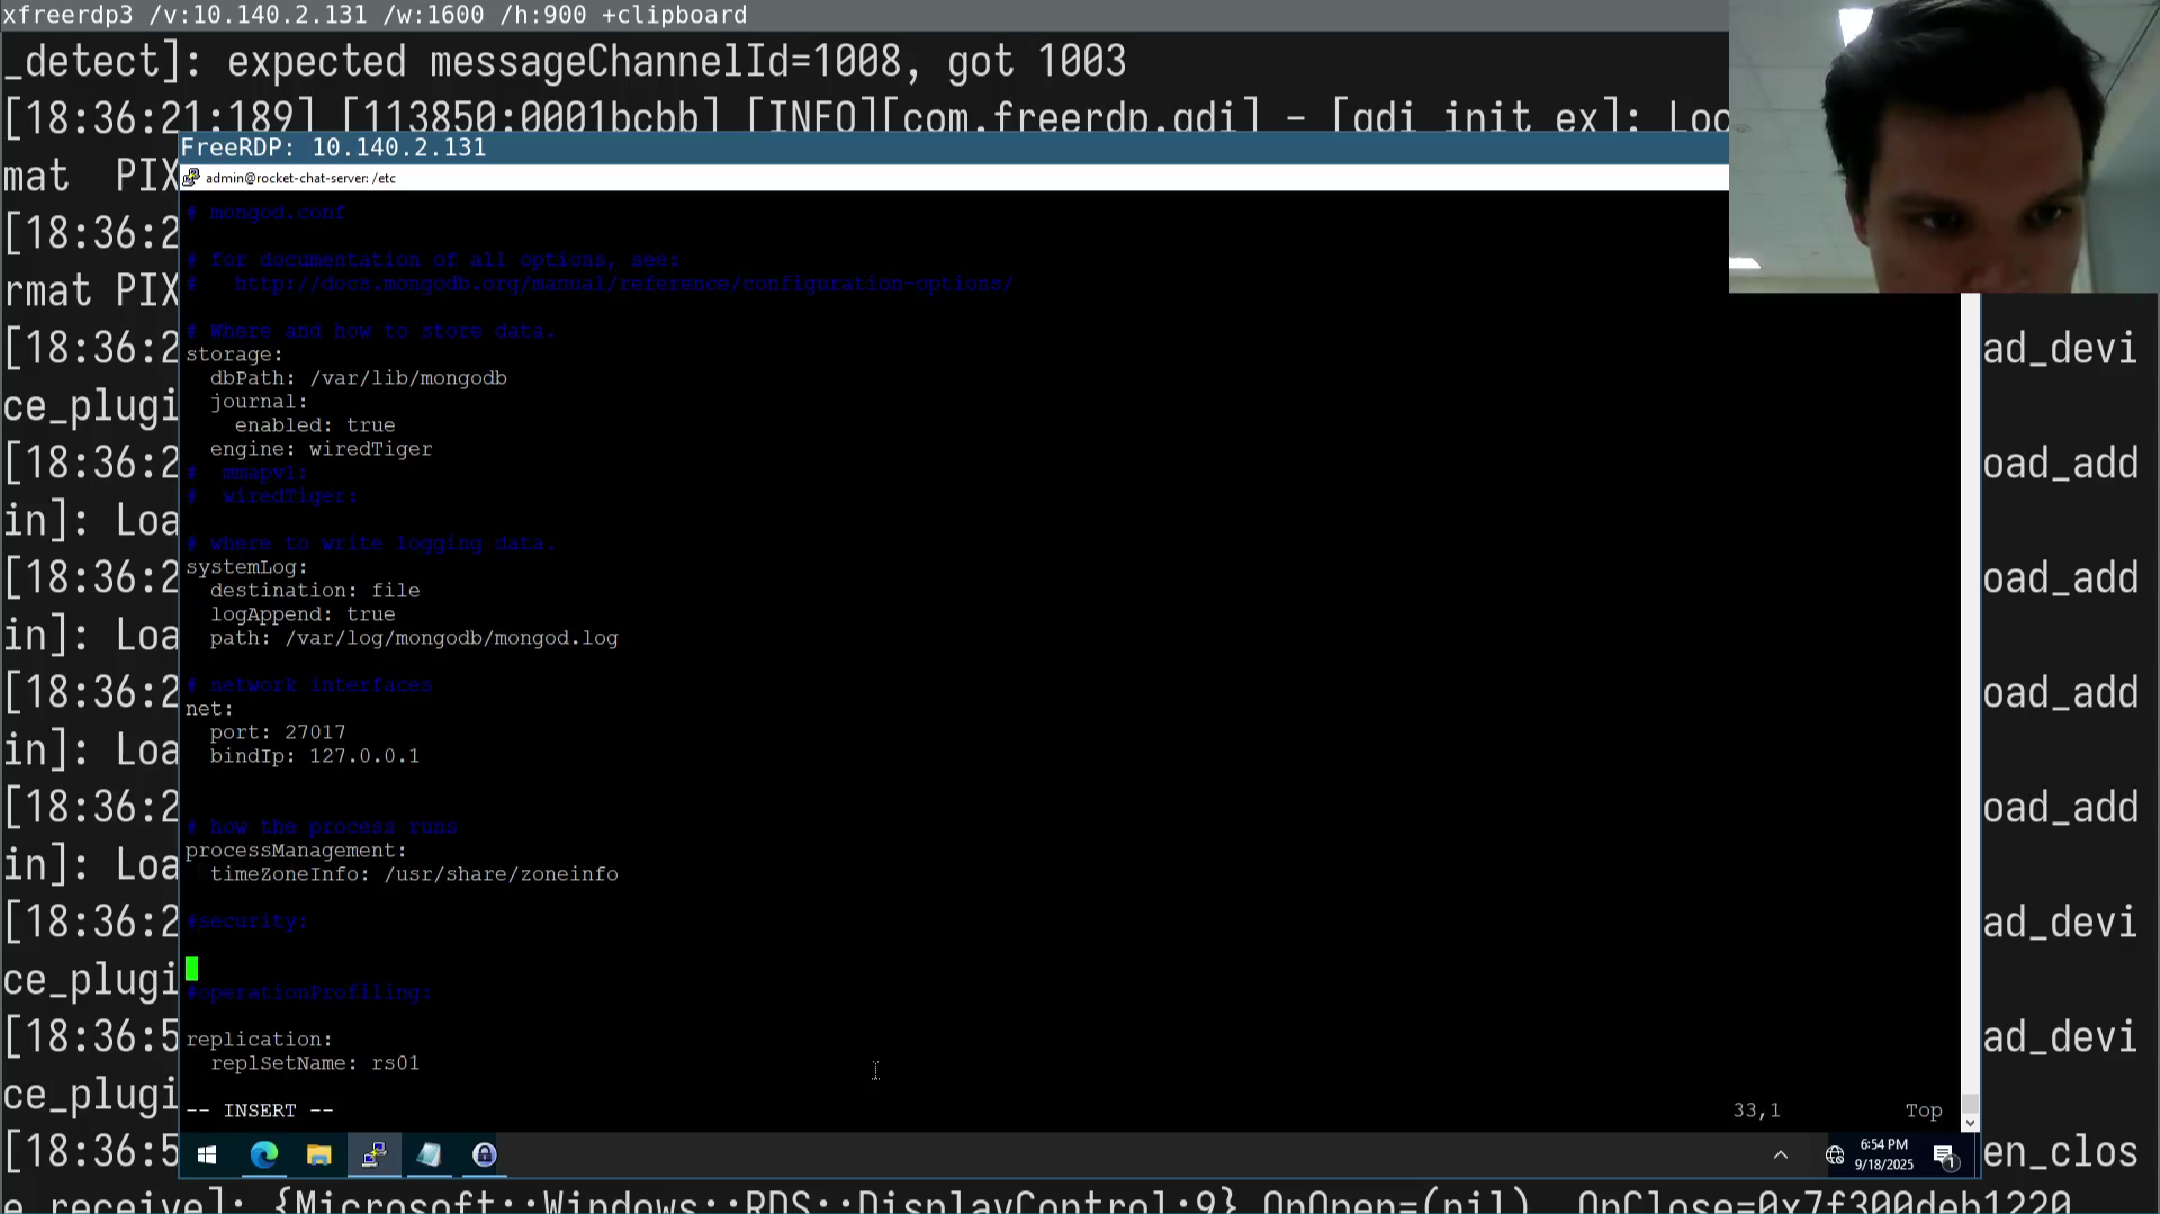 xfreerdp3 /v:10.140.2.131 /w:1600 /h:900 +clipboard
_detect]: expected messageChannelId=1008, got 1003
[18:36:21:189] [113850:0001bcbb] [INFO][com.freerdp.gdi] - [gdi_init_ex]: Loc
FreeRDP: 10.140.2.131
mat PIX
admin@rocket-chat-server: /etc
# mongod.conf
[18:36:2
# for documentation of all options, see:
# http://docs.mongodb.org/manual/reference/configuration-options/
rmat PIX
# Where and how to store data.
[18:36:2
ad_devi
storage:
dbPath: /var/lib/mongodb
journal:
ce_plugi
enabled: true
engine: wiredTiger
[18:36:2
oad_add
# mmapv1:
# wiredTiger:
in]: Loa
# where to write logging data.
systemLog:
[18:36:2
oad_add
destination: file
logAppend: true
path: /var/log/mongodb/mongod.log
in]: Loa
# network interfaces
[18:36:2
oad_add
net:
port: 27017
bindIp: 127.0.0.1
in]: Loa
[18:36:2
oad_add
# how the process runs
processManagement:
in]: Loa
timeZoneInfo: /usr/share/zoneinfo
#security:
[18:36:2
ad_devi
ce_plugi
#operationProfiling:
replication:
[18:36:5
ad_devi
replSetName: rs01
ce_plugi
-- INSERT --
33,1
Top
[18:36:5
6:54 PM
9/18/2025
1
en_clos
e_receive]: {Microsoft::Windows::RDS::DisplayControl:9} OnOpen=(nil), OnClose=0x7f300deb1220